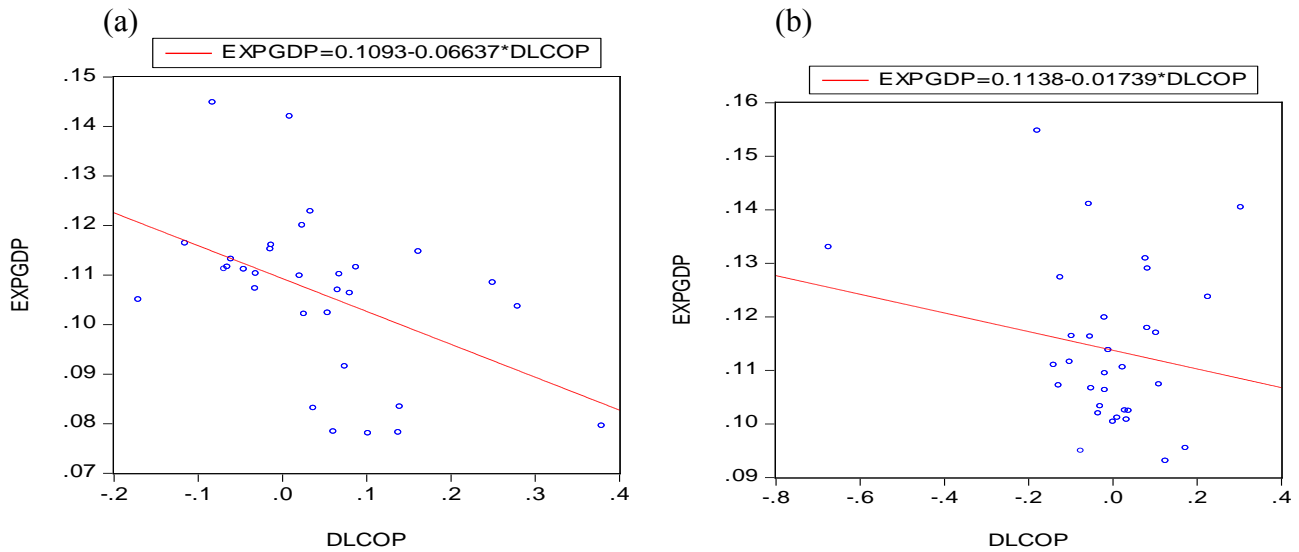 (a)
EXPGDP=0.1093-0.06637*DLCOP
.15
.14
.13
.12
.11
.10
.09
.08
.07
EXPGDP
-.2 -.1 .0 .1 .2 .3 .4
DLCOP
(b)
EXPGDP=0.1138-0.01739*DLCOP
.16
.15
.14
.13
.12
.11
.10
.09
EXPGDP
-.8 -.6 -.4 -.2 .0 .2 .4
DLCOP